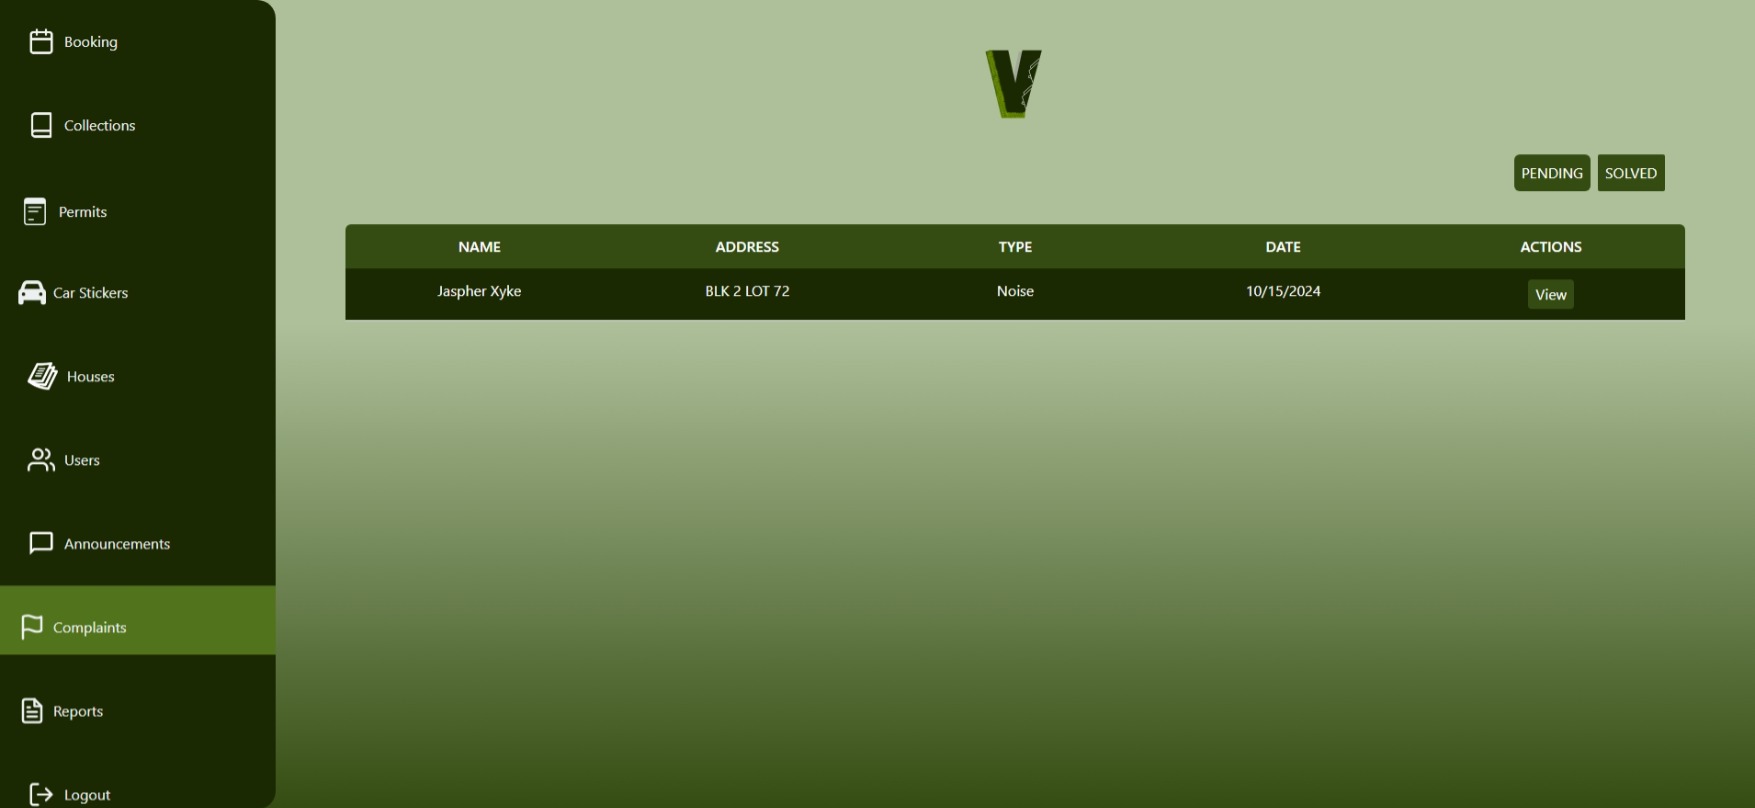 Booking
Collections
Permits
Car Stickers
Houses
Users
Announcements
Complaints
Reports
Logout
V
PENDING SOLVED
NAME ADDRESS TYPE DATE ACTIONS
Jaspher Xyke BLK 2 LOT 72 Noise 10/15/2024 View